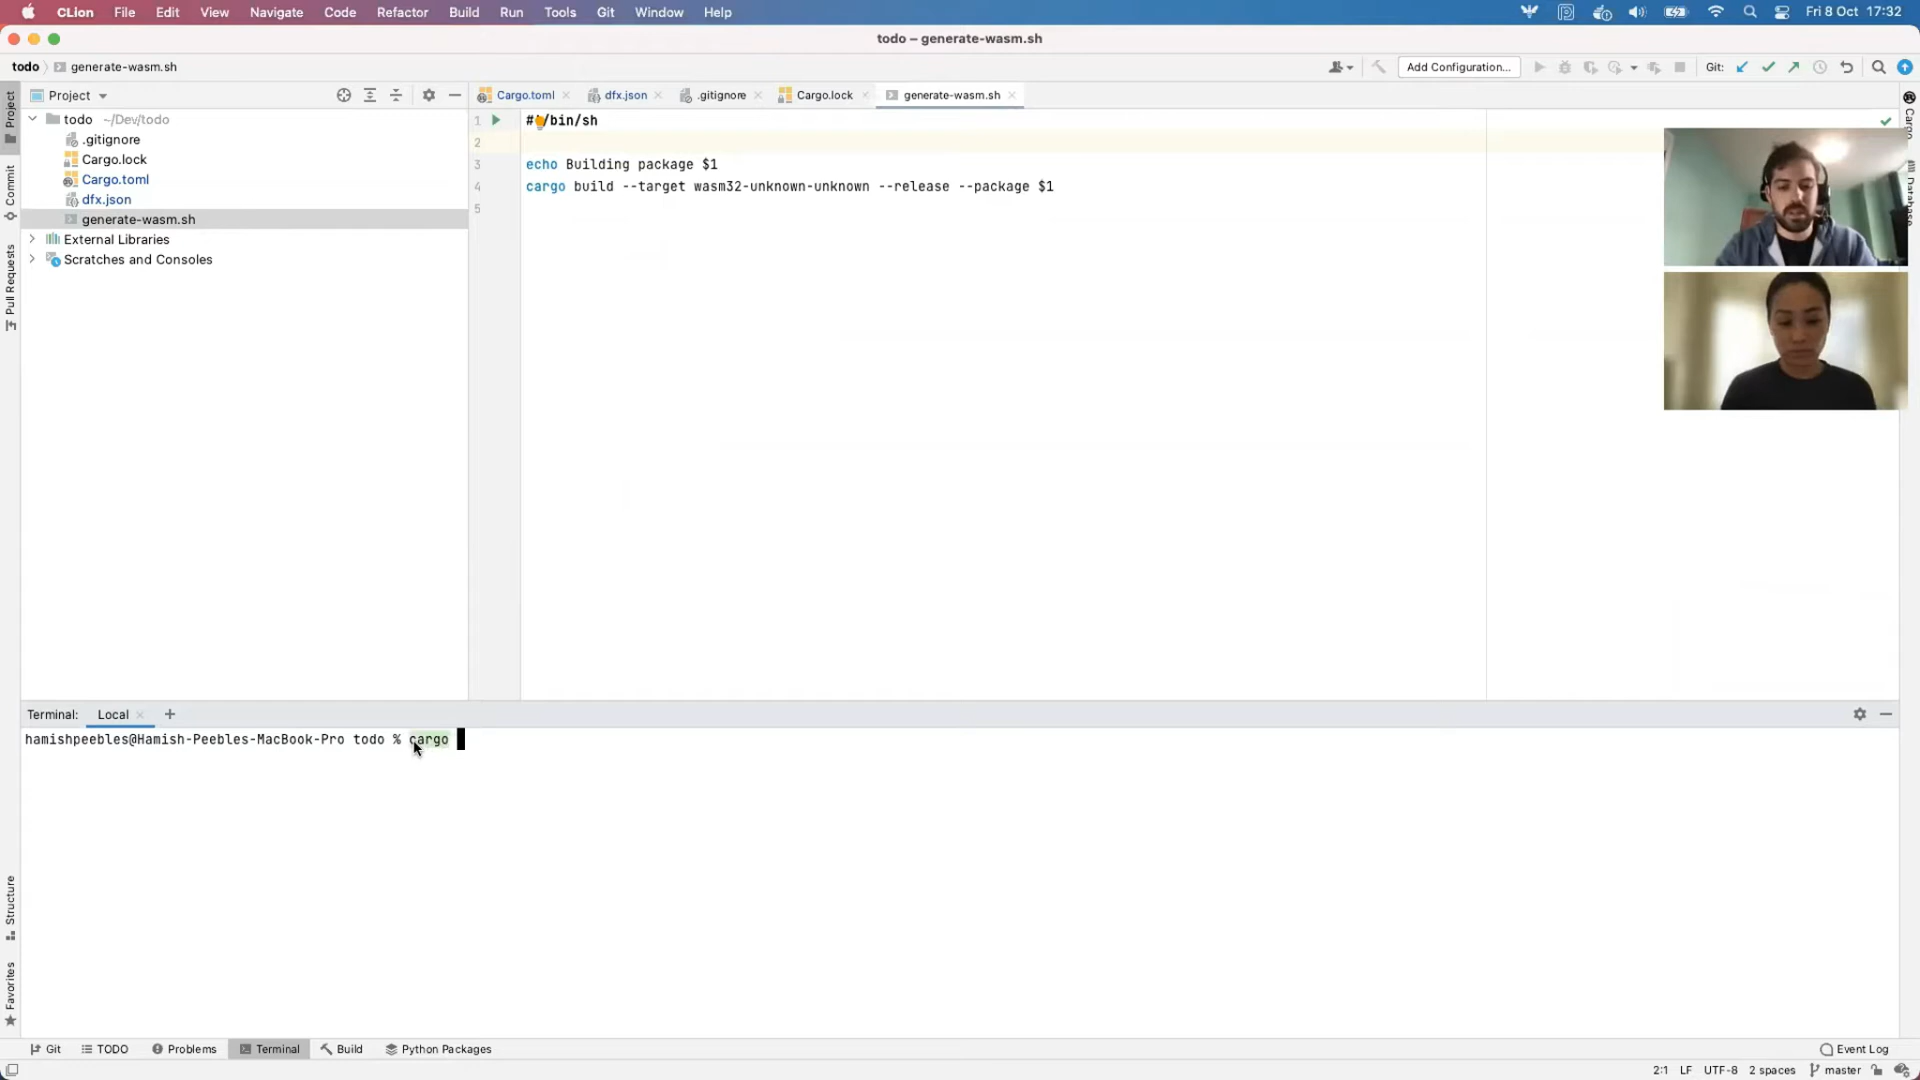 CLion File Edit View Navigate Code Refactor Build Run Tools Git Window Help Fri 8 Oct 17:32
todo – generate-wasm.sh
todo generate-wasm.sh Add Configuration... Git:
Project Cargo.toml dfx.json .gitignore Cargo.lock generate-wasm.sh
Project
Commit
Pull Requests
Structure
Favorites
todo ~/Dev/todo
.gitignore
Cargo.lock
Cargo.toml
dfx.json
generate-wasm.sh
External Libraries
Scratches and Consoles
1 #!/bin/sh
2
3 echo Building package $1
4 cargo build --target wasm32-unknown-unknown --release --package $1
5
Cargo
Database
Terminal: Local
hamishpeebles@Hamish-Peebles-MacBook-Pro todo % cargo
Git TODO Problems Terminal Build Python Packages Event Log
2:1 LF UTF-8 2 spaces master